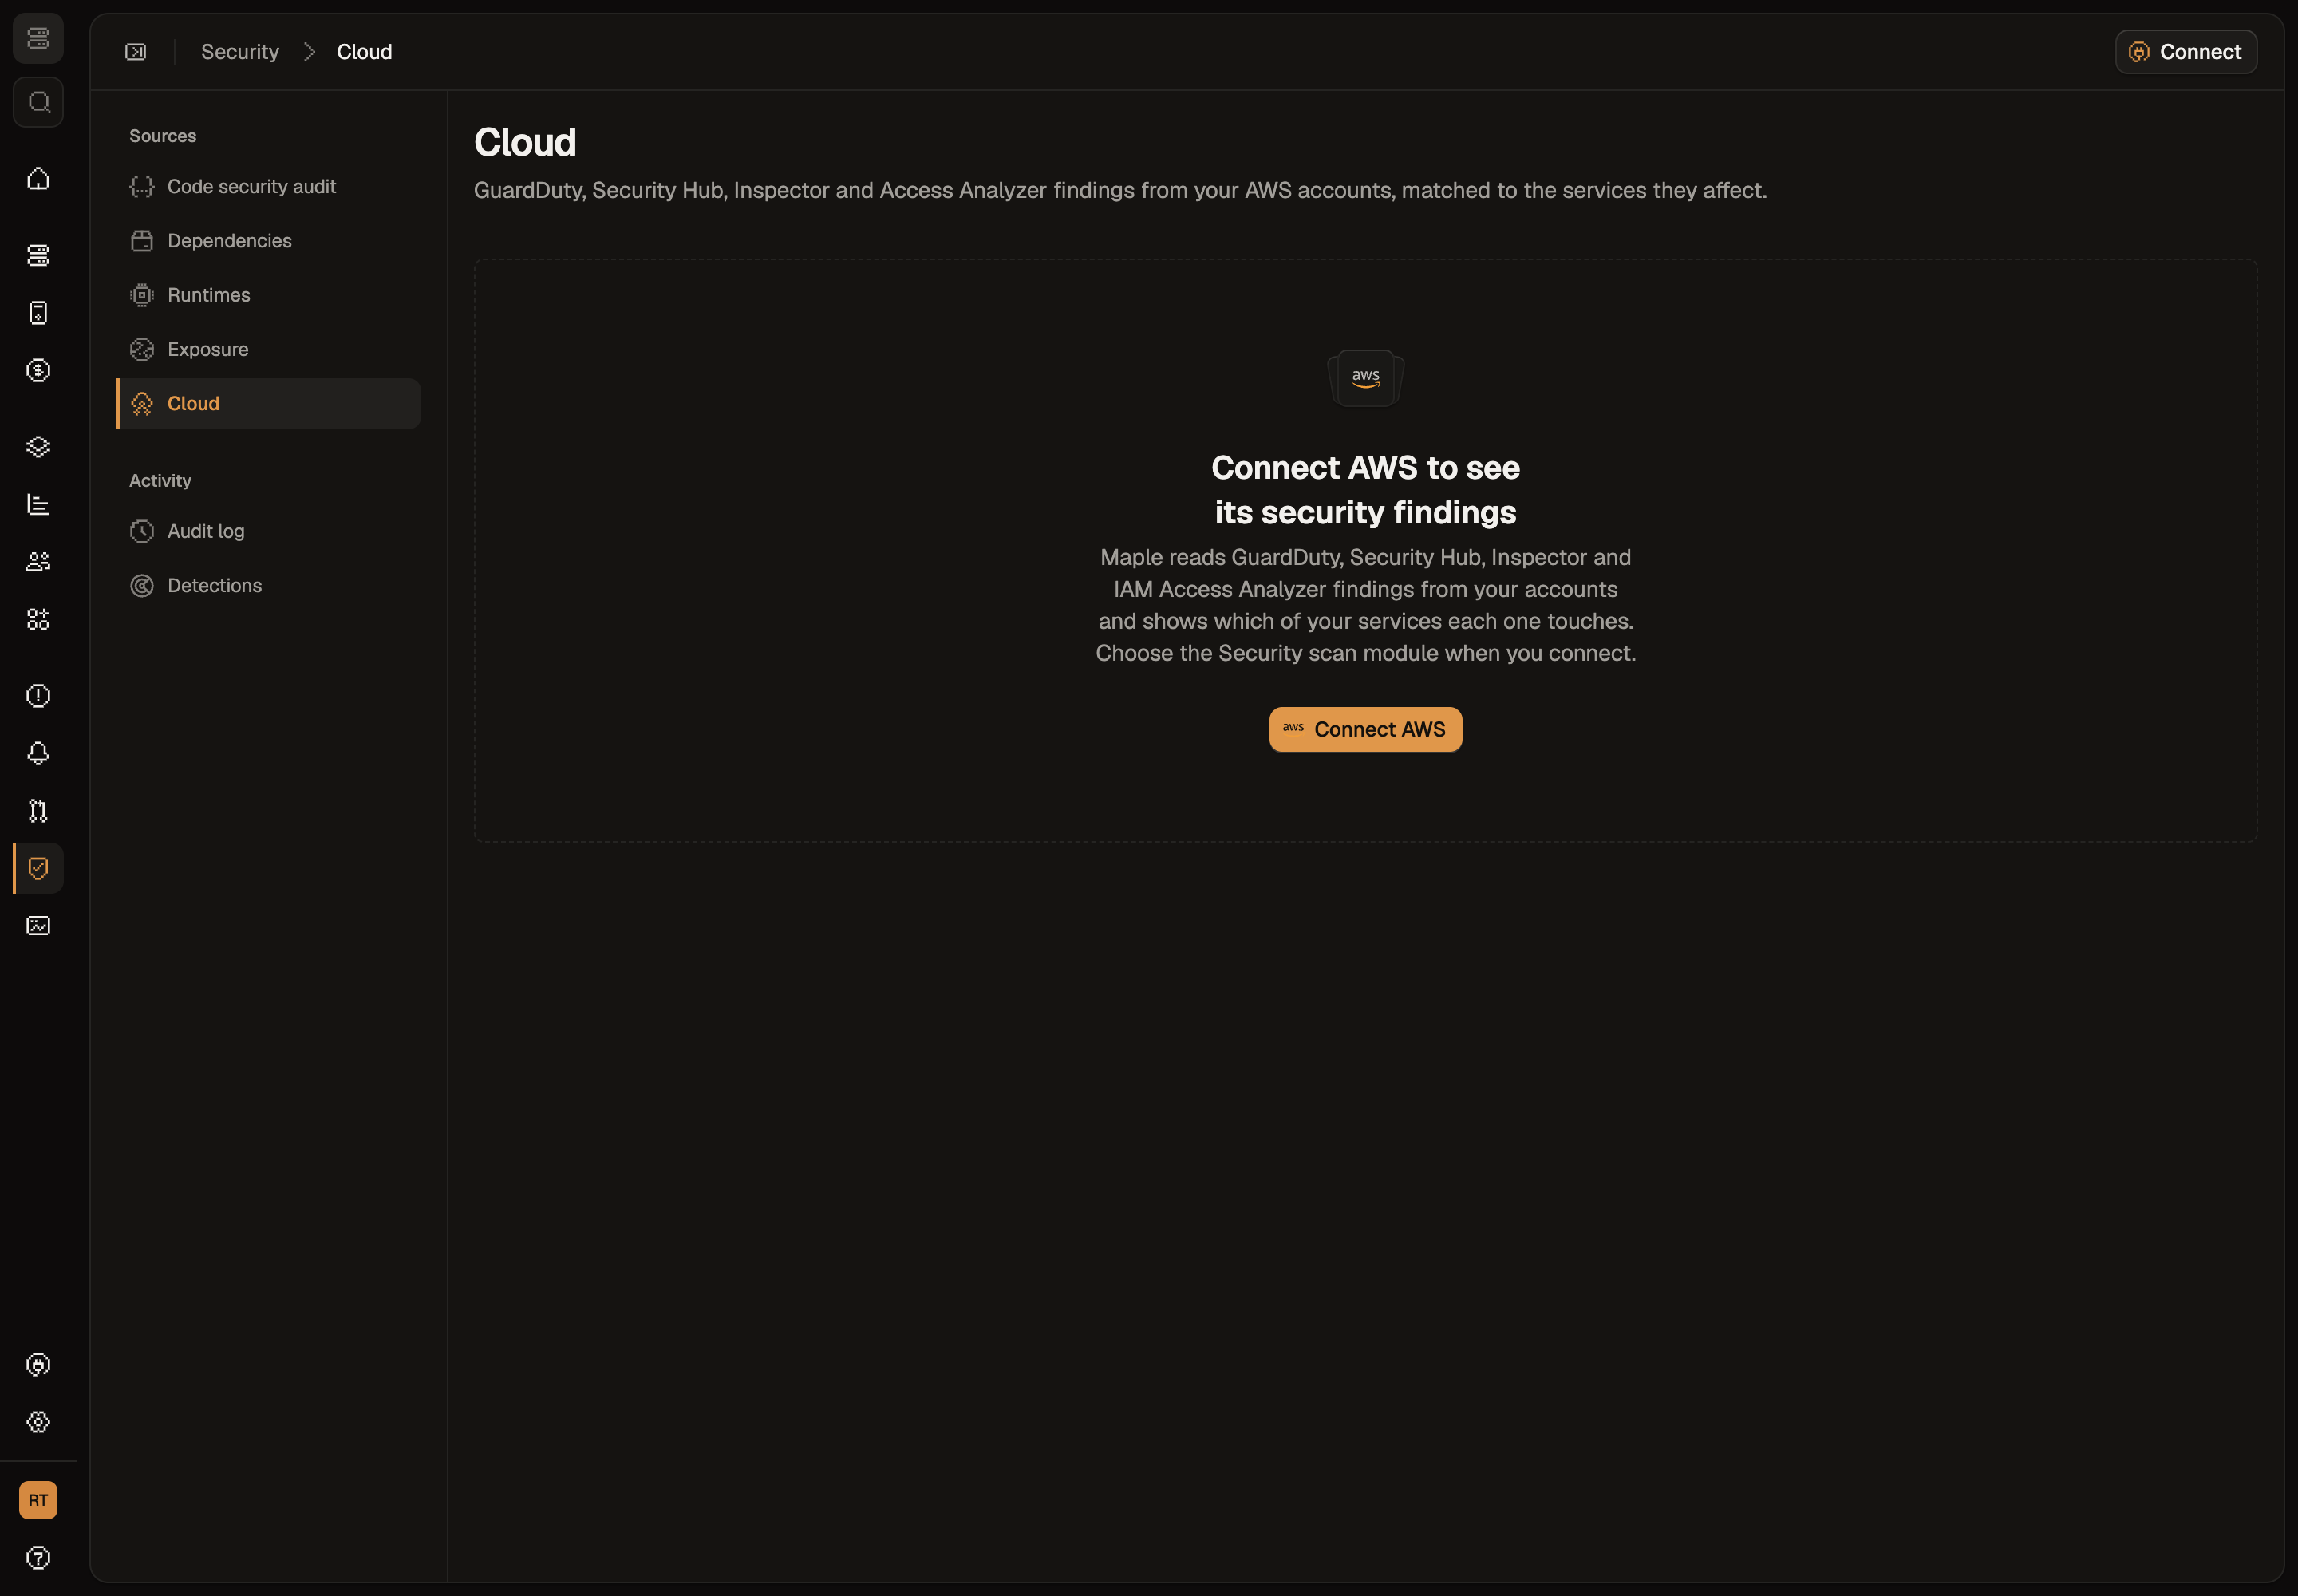 Security
Cloud
Connect
Sources
Code security audit
Dependencies
Runtimes
Exposure
Cloud
Activity
Audit log
Detections
RT
Cloud
GuardDuty, Security Hub, Inspector and Access Analyzer findings from your AWS accounts, matched to the services they affect.
aws
Connect AWS to see
its security findings
Maple reads GuardDuty, Security Hub, Inspector and
IAM Access Analyzer findings from your accounts
and shows which of your services each one touches.
Choose the Security scan module when you connect.
aws Connect AWS